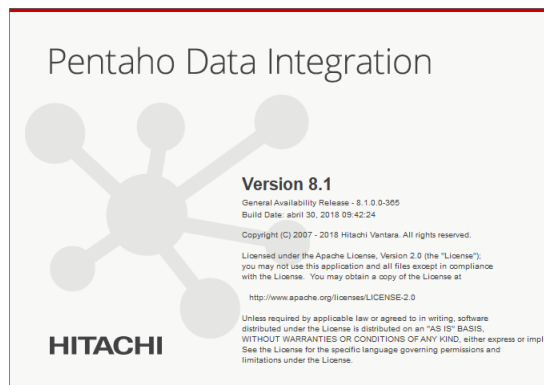 Pentaho Data Integration
Version 8.1
General Availability Release - 8.1.0.0-365
Build Date: abril 30, 2018 09:42:24
Copyright (C) 2007 - 2018 Hitachi Vantara. All rights reserved.
Licensed under the Apache License, Version 2.0 (the "License");
you may not use this application and all files except in compliance
with the License.  You may obtain a copy of the License at
http://www.apache.org/licenses/LICENSE-2.0
Unless required by applicable law or agreed to in writing, software
distributed under the License is distributed on an "AS IS" BASIS,
WITHOUT WARRANTIES OR CONDITIONS OF ANY KIND, either express or impl
See the License for the specific language governing permissions and
limitations under the License.
HITACHI